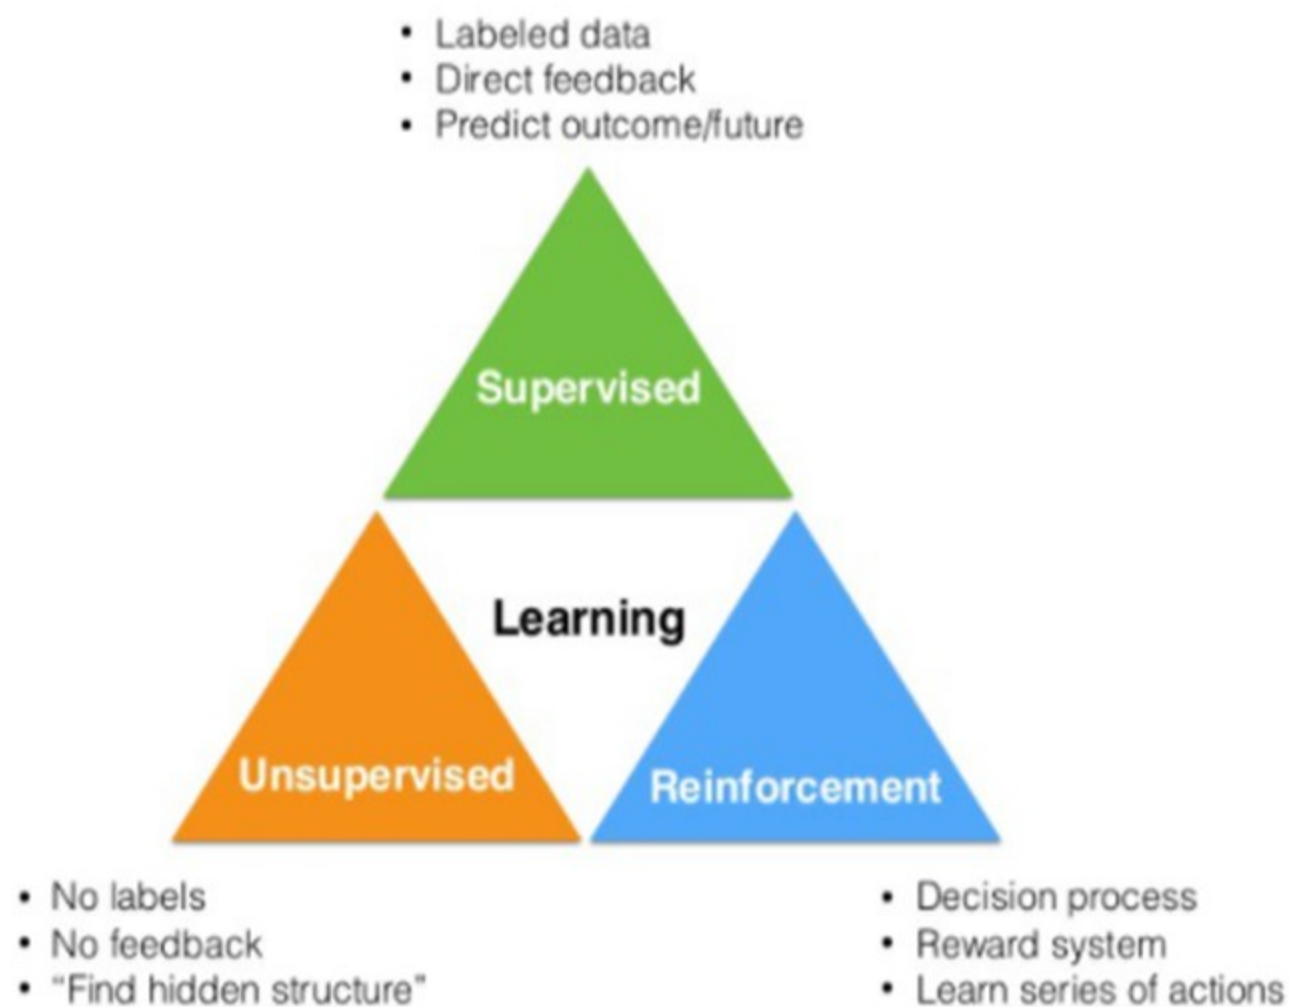 • Labeled data
• Direct feedback
• Predict outcome/future
Supervised
Learning
Unsupervised
Reinforcement
• No labels
• No feedback
• “Find hidden structure”
• Decision process
• Reward system
• Learn series of actions